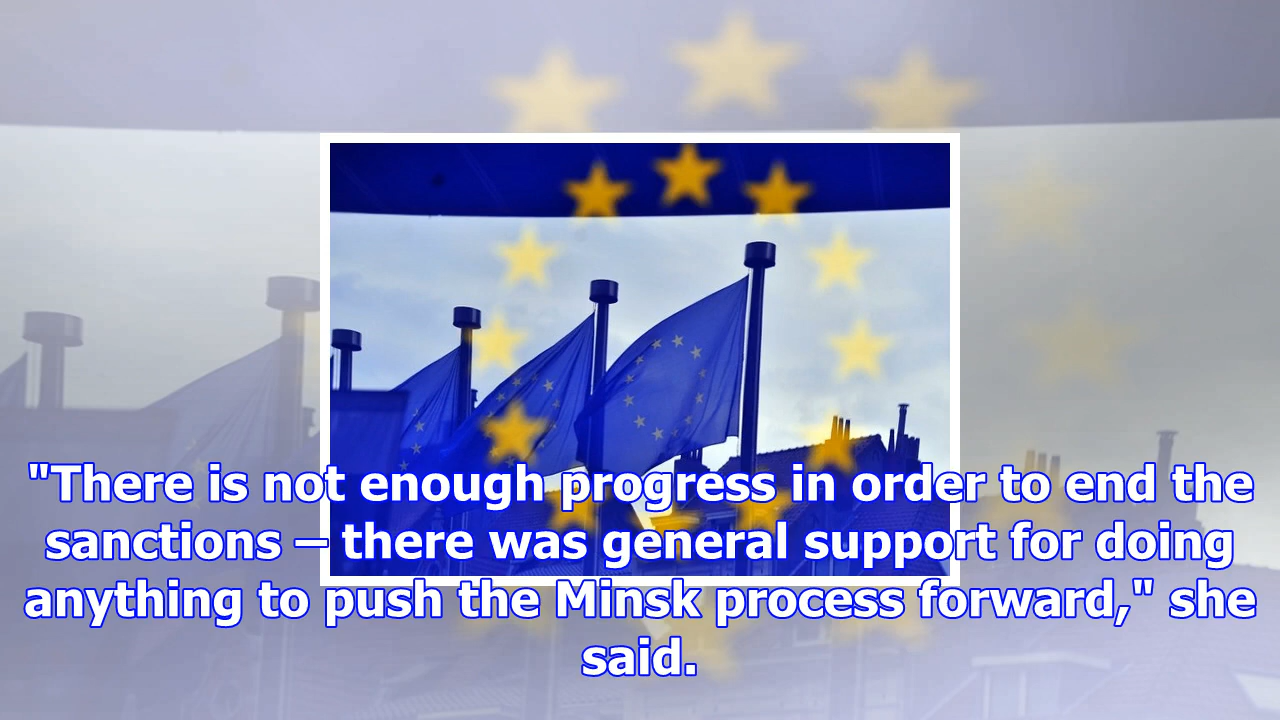 "There is not enough progress in order to end the
sanctions – there was general support for doing
anything to push the Minsk process forward," she
said.